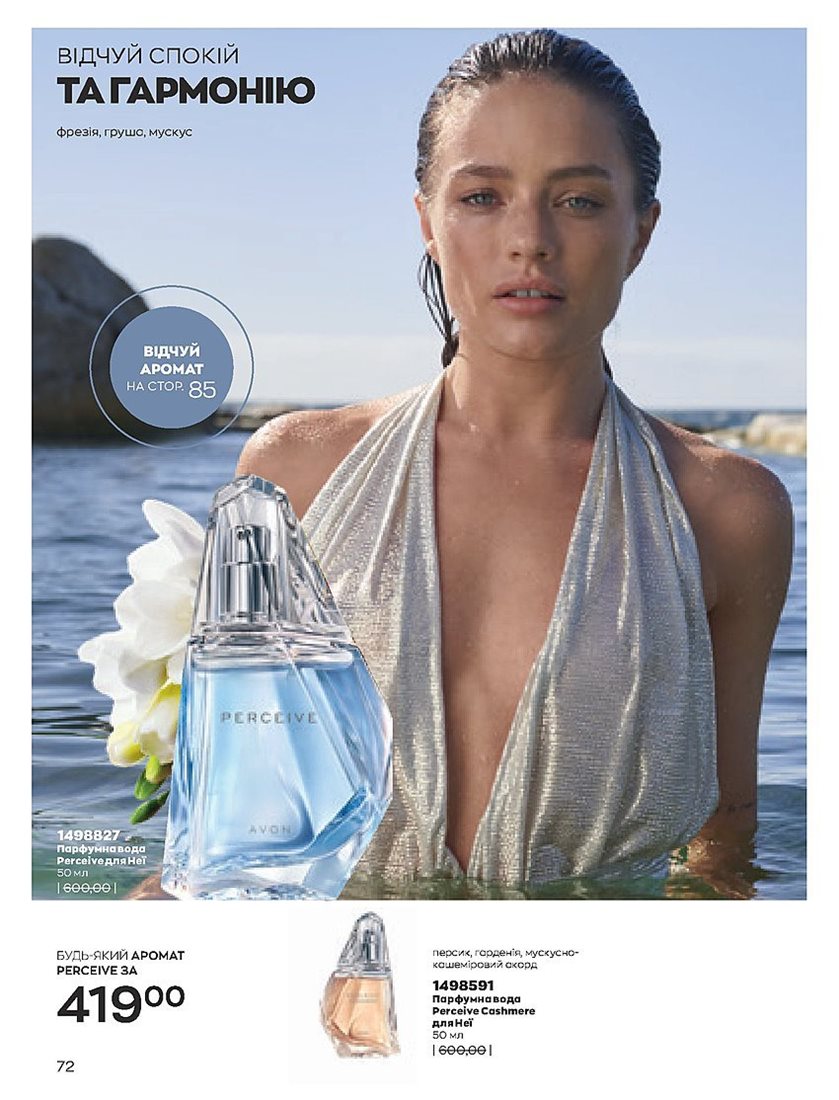 ВІДЧУЙ СПОКІЙ
ТА ГАРМОНІЮ
фрезія, груша, мускус
ВІДЧУЙ
АРОМАТ
НА СТОР. 85
PERCEIVE
AVON
1498827
Парфумна вода
Perceive для Неї
50 мл
| 600,00 |
БУДЬ-ЯКИЙ АРОМАТ
PERCEIVE ЗА
419⁰⁰
персик, гарденія, мускусно-
кашеміровий акорд
1498591
Парфумна вода
Perceive Cashmere
для Неї
50 мл
| 600,00 |
72